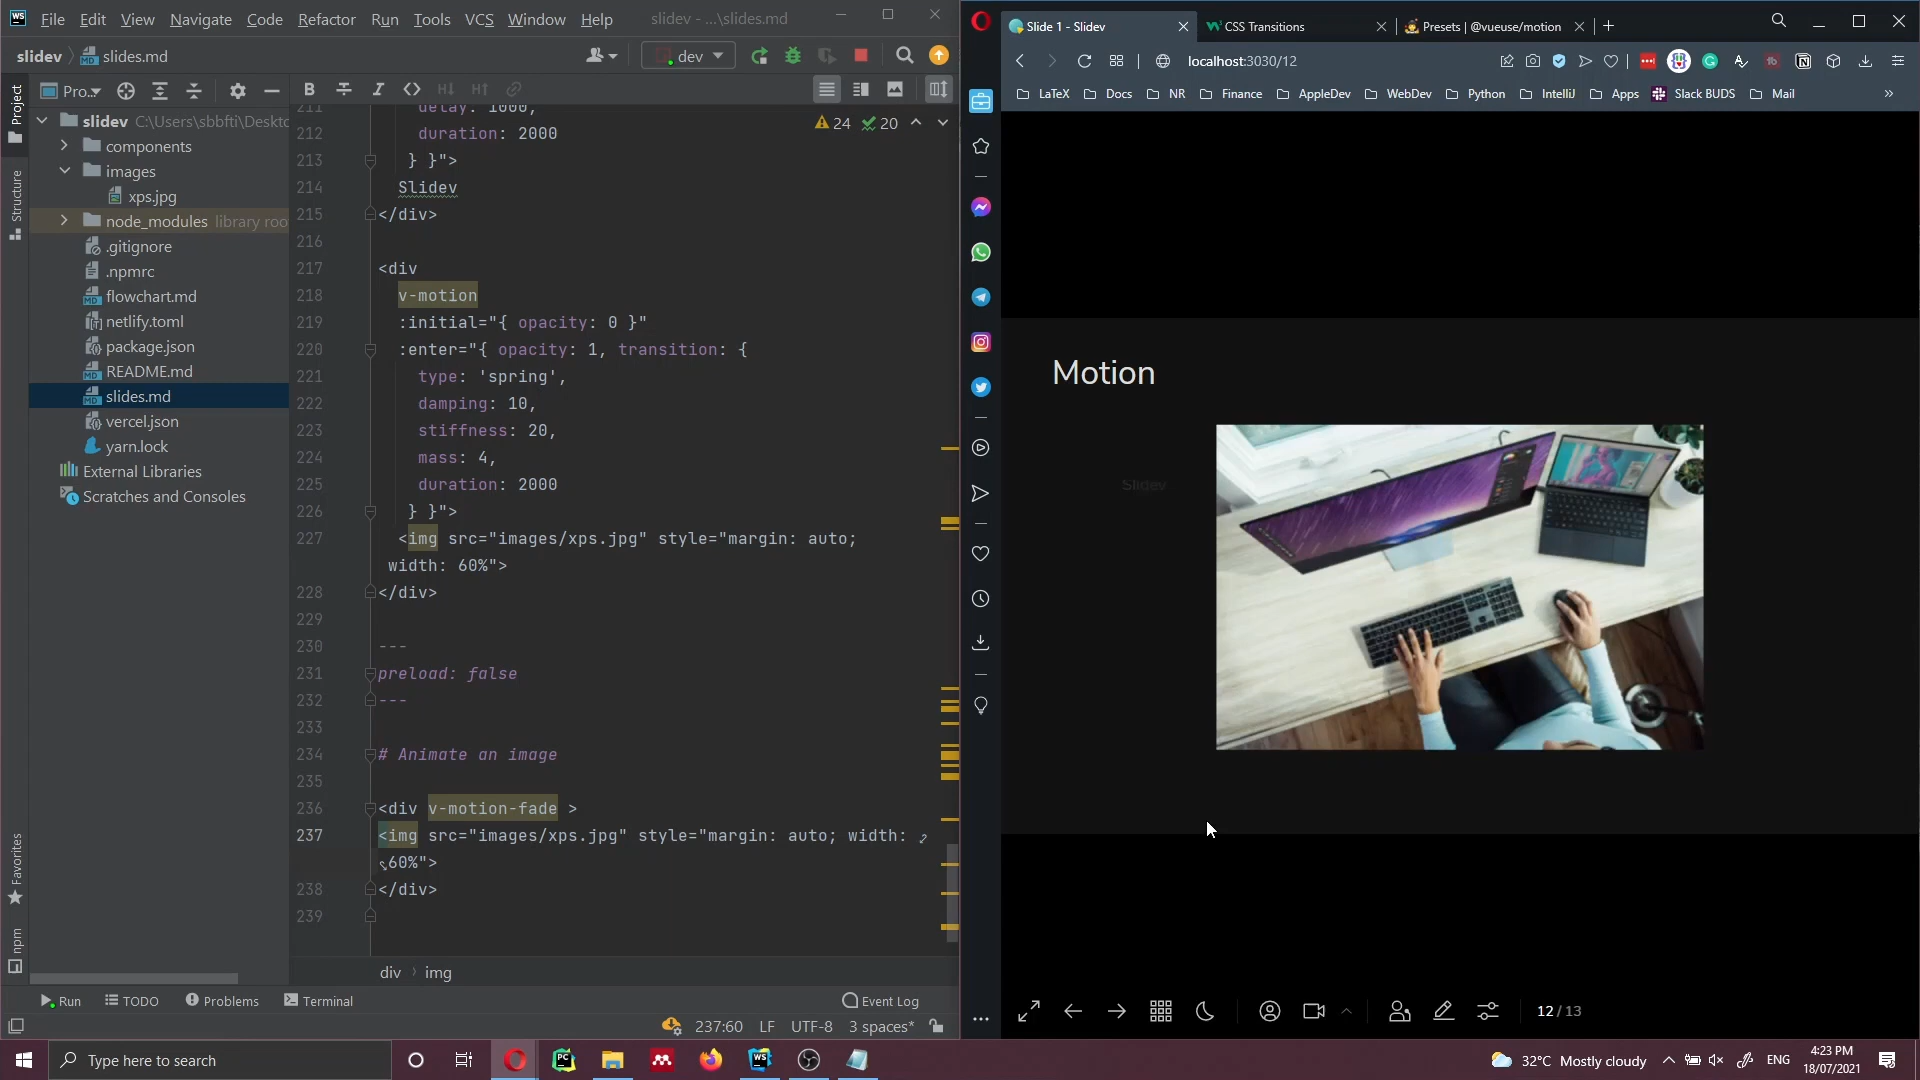 WS File Edit View Navigate Code Refactor Run Tools VCS Window Help slidev - ...\slides.md
slidev slides.md dev
Pro...
Project
Structure
Favorites
npm
slidev C:\Users\sbbfti\Deskto
components
images
xps.jpg
node_modules library roo
.gitignore
.npmrc
flowchart.md
netlify.toml
package.json
README.md
slides.md
vercel.json
yarn.lock
External Libraries
Scratches and Consoles
24 20
211 delay: 1000,
212 duration: 2000
213 } }">
214 Slidev
215 </div>
216
217 <div
218 v-motion
219 :initial="{ opacity: 0 }"
220 :enter="{ opacity: 1, transition: {
221 type: 'spring',
222 damping: 10,
223 stiffness: 20,
224 mass: 4,
225 duration: 2000
226 } }">
227 <img src="images/xps.jpg" style="margin: auto;
width: 60%">
228 </div>
229
230 ---
231 preload: false
232 ---
233
234 # Animate an image
235
236 <div v-motion-fade >
237 <img src="images/xps.jpg" style="margin: auto; width:
60%">
238 </div>
239
div › img
Run TODO Problems Terminal Event Log
237:60 LF UTF-8 3 spaces*
Slide 1 - Slidev CSS Transitions Presets | @vueuse/motion
localhost:3030/12
LaTeX Docs NR Finance AppleDev WebDev Python IntelliJ Apps Slack BUDS Mail »
Motion
Slidev
12 / 13
Type here to search
PC WS
32°C Mostly cloudy ENG
4:23 PM
18/07/2021